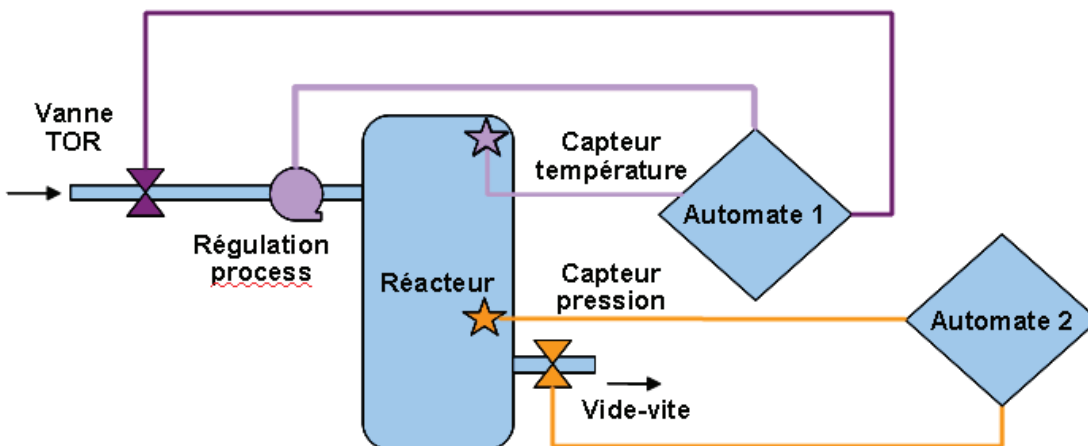 Vanne
TOR
Capteur
température
Automate 1
Régulation
process
Réacteur
Capteur
pression
Automate 2
Vide-vite